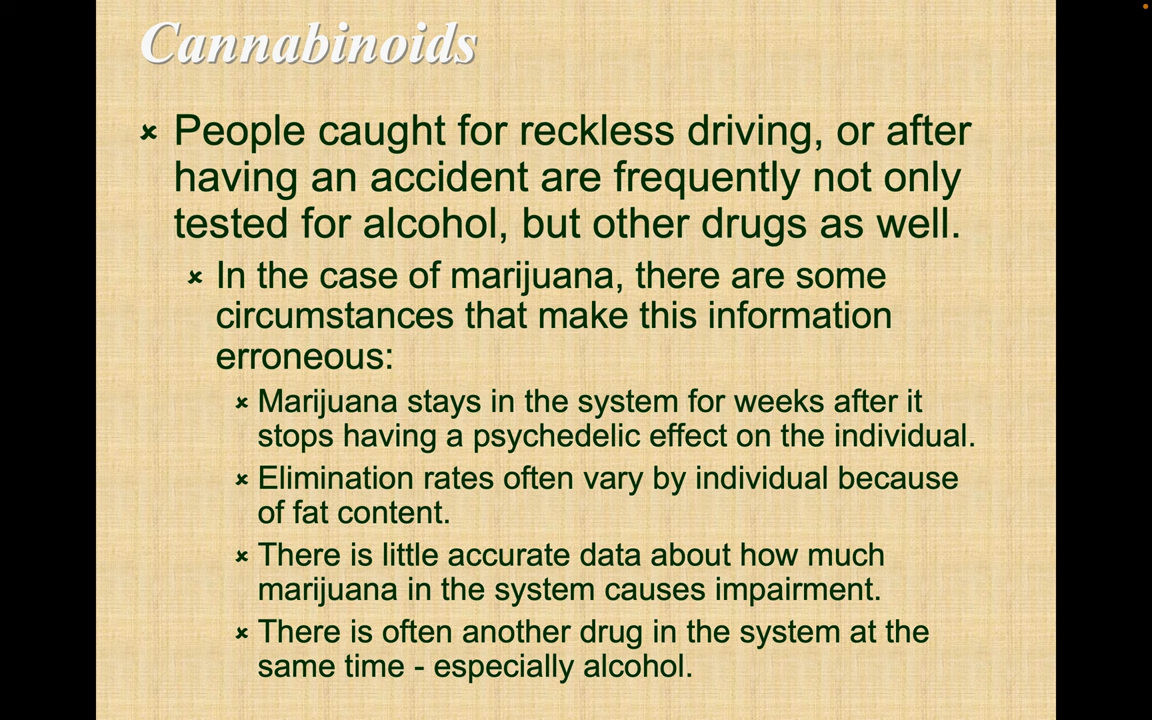 Cannabinoids
People caught for reckless driving, or after
having an accident are frequently not only
tested for alcohol, but other drugs as well.
In the case of marijuana, there are some
circumstances that make this information
erroneous:
Marijuana stays in the system for weeks after it
stops having a psychedelic effect on the individual.
Elimination rates often vary by individual because
of fat content.
There is little accurate data about how much
marijuana in the system causes impairment.
There is often another drug in the system at the
same time - especially alcohol.